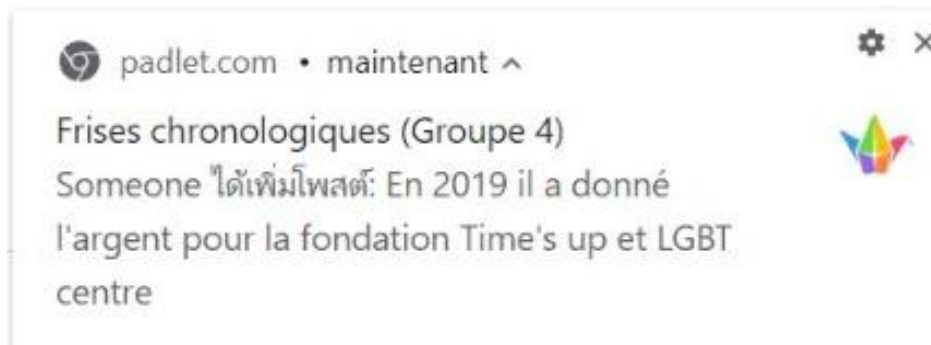 padlet.com • maintenant ^
Frises chronologiques (Groupe 4)
Someone ได้เพิ่มโพสต์: En 2019 il a donné
l'argent pour la fondation Time's up et LGBT
centre